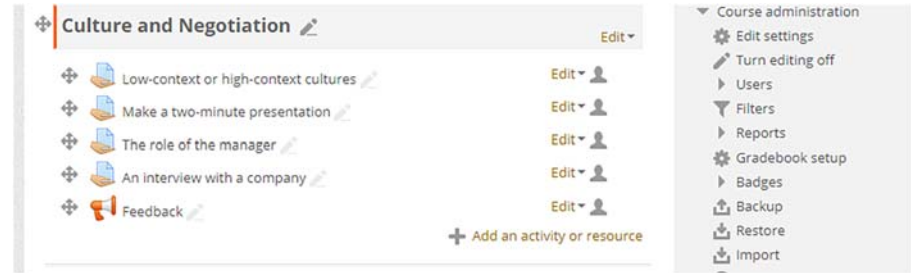 Culture and Negotiation
Edit
Low-context or high-context cultures
Edit
Make a two-minute presentation
Edit
The role of the manager
Edit
An interview with a company
Edit
Feedback
Edit
Add an activity or resource
Course administration
Edit settings
Turn editing off
Users
Filters
Reports
Gradebook setup
Badges
Backup
Restore
Import